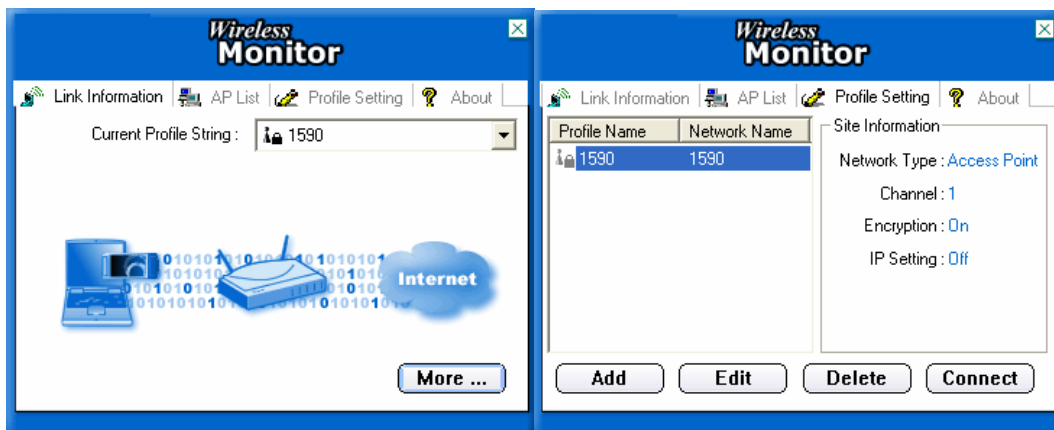 Wireless
Monitor
Link Information AP List Profile Setting About
Current Profile String : 1590
Internet
More ...
Wireless
Monitor
Link Information AP List Profile Setting About
Profile Name Network Name
1590 1590
Site Information
Network Type : Access Point
Channel : 1
Encryption : On
IP Setting : Off
Add Edit Delete Connect